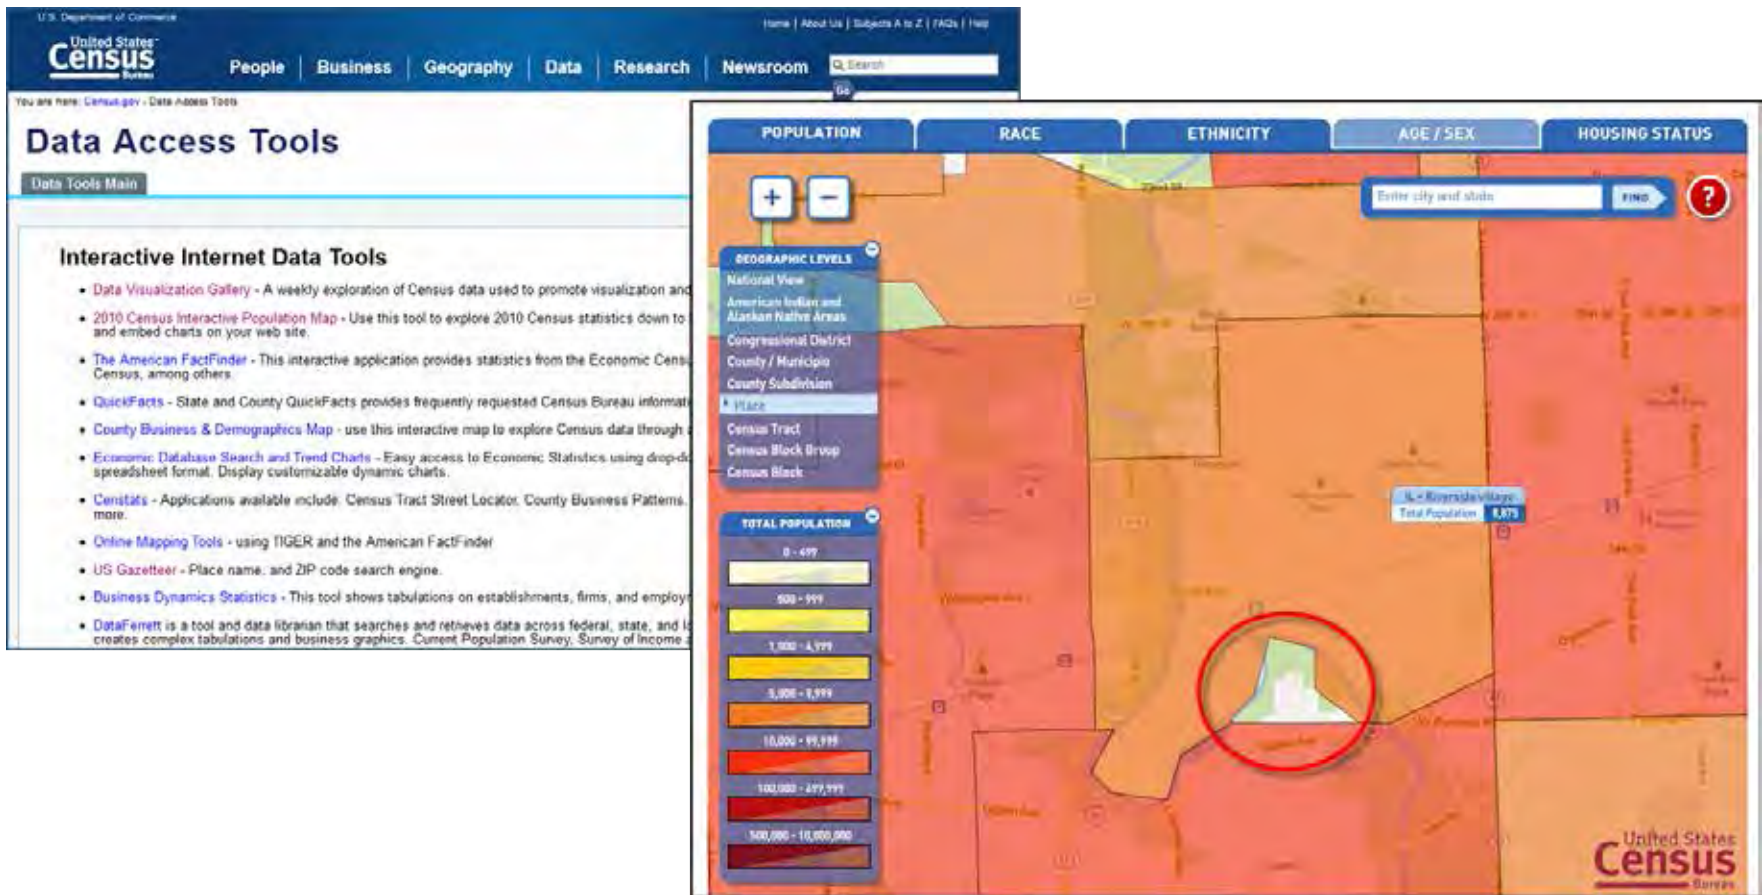 U.S. Department of Commerce
Home | About Us | Subjects A to Z | FAQs | Help
United States™
Census
Bureau
People | Business | Geography | Data | Research | Newsroom
Search
Go
You are here: Census.gov › Data Access Tools
Data Access Tools
Data Tools Main
Interactive Internet Data Tools
• Data Visualization Gallery - A weekly exploration of Census data used to promote visualization and
• 2010 Census Interactive Population Map - Use this tool to explore 2010 Census statistics down to
and embed charts on your web site.
• The American FactFinder - This interactive application provides statistics from the Economic Censu
Census, among others.
• QuickFacts - State and County QuickFacts provides frequently requested Census Bureau informati
• County Business & Demographics Map - use this interactive map to explore Census data through
• Economic Database Search and Trend Charts - Easy access to Economic Statistics using drop-d
spreadsheet format. Display customizable dynamic charts.
• Censtats - Applications available include: Census Tract Street Locator, County Business Patterns,
more.
• Online Mapping Tools - using TIGER and the American FactFinder
• US Gazetteer - Place name, and ZIP code search engine.
• Business Dynamics Statistics - This tool shows tabulations on establishments, firms, and employ
• DataFerrett is a tool and data librarian that searches and retrieves data across federal, state, and lo
creates complex tabulations and business graphics. Current Population Survey, Survey of Income
POPULATION
RACE
ETHNICITY
AGE / SEX
HOUSING STATUS
+
−
Enter city and state
FIND
?
GEOGRAPHIC LEVELS
National View
American Indian and
Alaskan Native Areas
Congressional District
County / Municipio
County Subdivision
Place
Census Tract
Census Block Group
Census Block
TOTAL POPULATION
0 - 499
500 - 999
1,000 - 4,999
5,000 - 9,999
10,000 - 99,999
100,000 - 499,999
500,000 - 10,000,000
IL - Riverside village
Total Population 8,875
United States
Census
Bureau